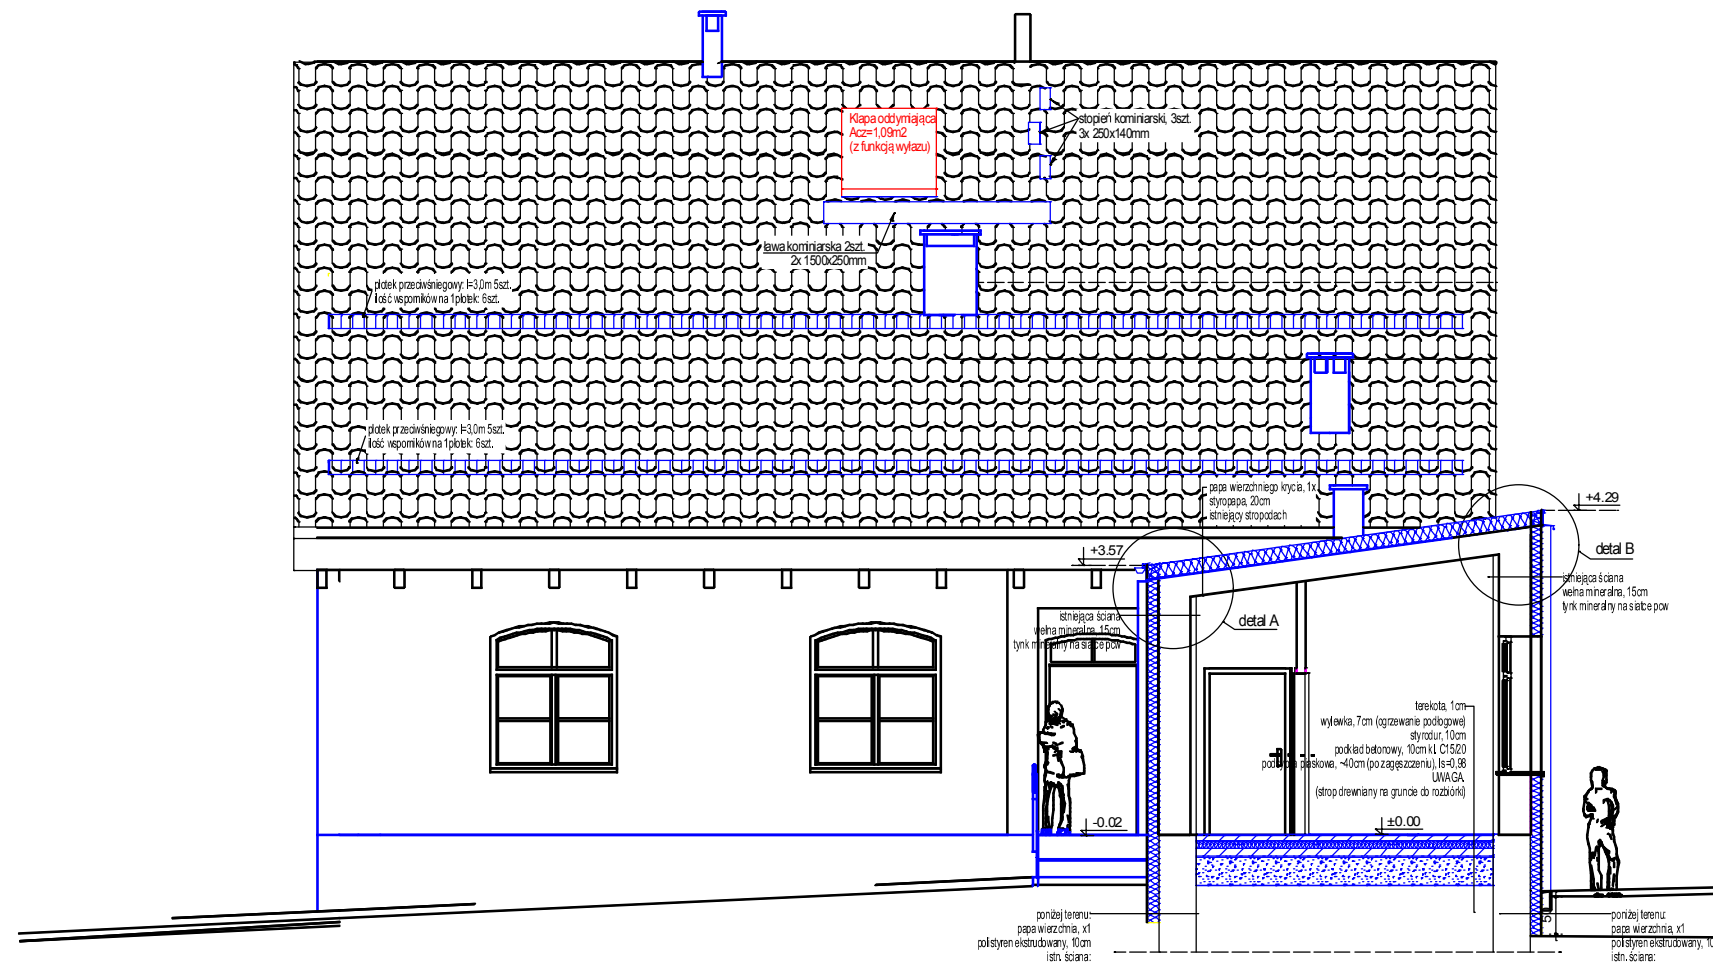 Klapa oddymiająca
Acz=1,09m2
(z funkcją wyłazu)
stopień kominiarski, 3szt.
3x 250x140mm
ława kominiarska 2szt.
2x 1500x250mm
płotek przeciwśniegowy: l=3,0m 5szt.
ilość wsporników na 1płotek: 6szt.
płotek przeciwśniegowy: l=3,0m 5szt.
ilość wsporników na 1płotek: 6szt.
papa wierzchniego krycia, 1x
styropapa, 20cm
istniejący stropodach
+4.29
+3.57
detal B
istniejąca ściana
wełna mineralna, 15cm
tynk mineralny na siatce pcw
istniejąca ściana
wełna mineralna, 15cm
tynk mineralny na siatce pcw
detal A
terekota, 1cm
wylewka, 7cm (ogrzewanie podłogowe)
styrodur, 10cm
podkład betonowy, 10cm kl. C15/20
podsypka piaskowa, ~40cm (po zagęszczeniu), Is=0,98
UWAGA.
(strop drewniany na gruncie do rozbiórki)
-0.02
±0.00
poniżej terenu:
papa wierzchnia, x1
polistyren ekstrudowany, 10cm
istn. ściana:
poniżej terenu:
papa wierzchnia, x1
polistyren ekstrudowany, 10
istn. ściana: